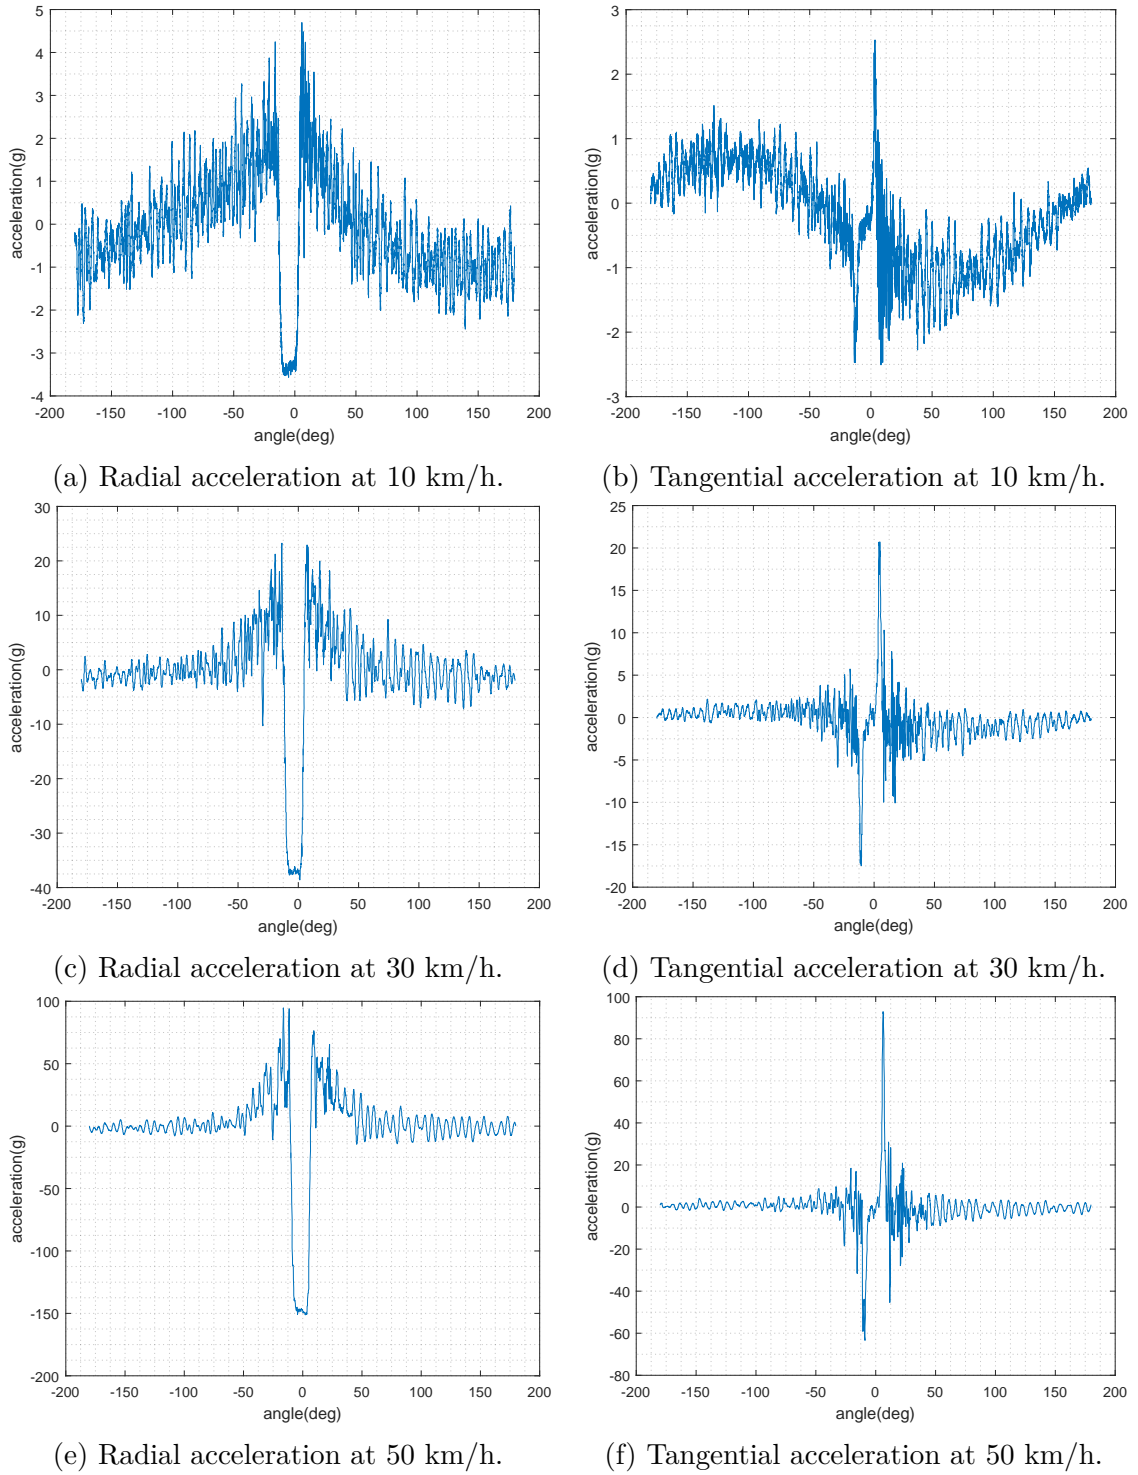 5
4
3
2
1
0
-1
-2
-3
-4
acceleration(g)
-200 -150 -100 -50 0 50 100 150 200
angle(deg)
3
2
1
0
-1
-2
-3
acceleration(g)
-200 -150 -100 -50 0 50 100 150 200
angle(deg)
(a) Radial acceleration at 10 km/h.
(b) Tangential acceleration at 10 km/h.
30
20
10
0
-10
-20
-30
-40
acceleration(g)
-200 -150 -100 -50 0 50 100 150 200
angle(deg)
25
20
15
10
5
0
-5
-10
-15
-20
acceleration(g)
-200 -150 -100 -50 0 50 100 150 200
angle(deg)
(c) Radial acceleration at 30 km/h.
(d) Tangential acceleration at 30 km/h.
100
50
0
-50
-100
-150
-200
acceleration(g)
-200 -150 -100 -50 0 50 100 150 200
angle(deg)
100
80
60
40
20
0
-20
-40
-60
-80
acceleration(g)
-200 -150 -100 -50 0 50 100 150 200
angle(deg)
(e) Radial acceleration at 50 km/h.
(f) Tangential acceleration at 50 km/h.